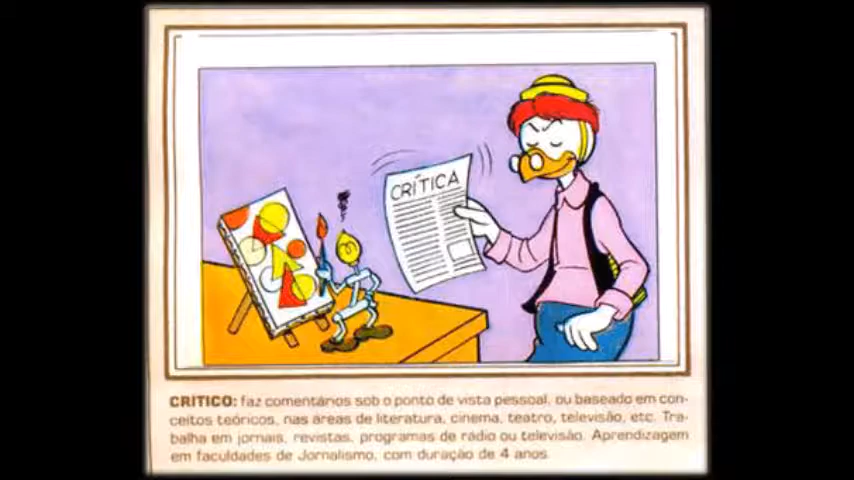 CRÍTICA
CRÍTICO: faz comentários sob o ponto de vista pessoal, ou baseado em con-
ceitos teóricos, nas áreas de literatura, cinema, teatro, televisão, etc. Tra-
balha em jornais, revistas, programas de rádio ou televisão. Aprendizagem
em faculdades de Jornalismo, com duração de 4 anos.